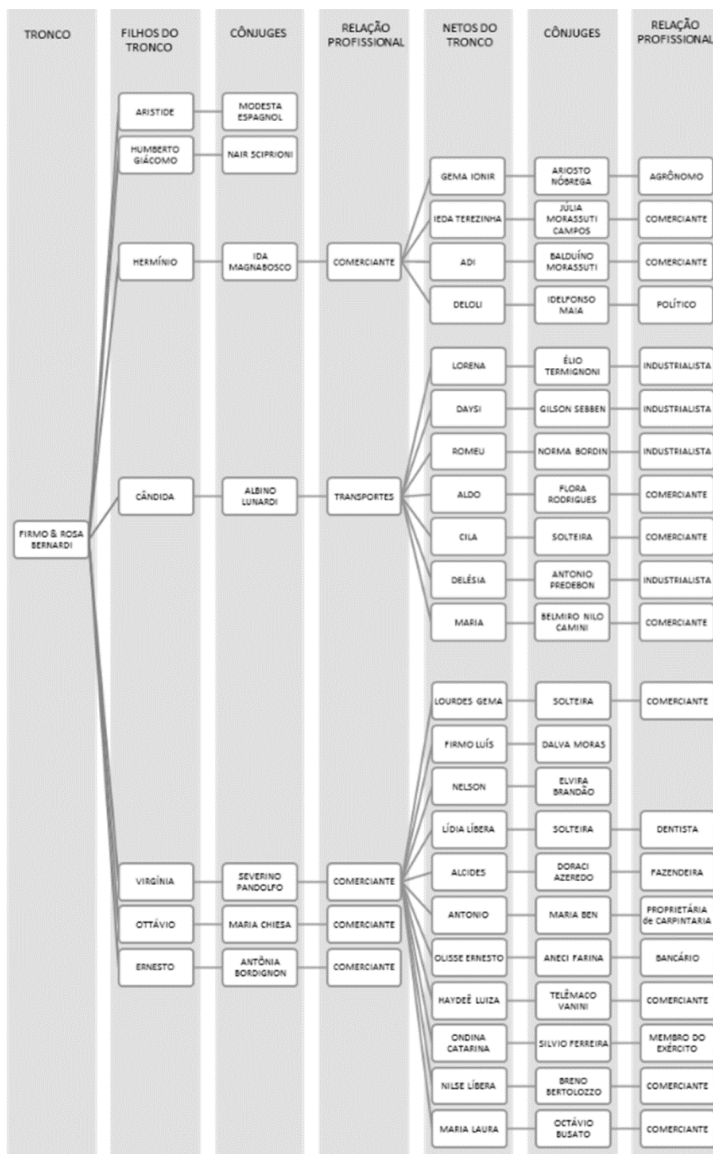 TRONCO
FILHOS DO
TRONCO
CÔNJUGES
RELAÇÃO
PROFISSIONAL
NETOS DO
TRONCO
CÔNJUGES
RELAÇÃO
PROFISSIONAL
FIRMO & ROSA
BERNARDI
ARISTIDE
MODESTA
ESPAGNOL
HUMBERTO
GIÁCOMO
NAIR SCIPRIONI
HERMÍNIO
IDA
MAGNABOSCO
COMERCIANTE
GEMA IONIR
ARIOSTO
NÓBREGA
AGRÔNOMO
IEDA TEREZINHA
JÚLIA
MORASSUTI
CAMPOS
COMERCIANTE
ADI
BALDUÍNO
MORASSUTI
COMERCIANTE
DELOLI
IDELFONSO
MAIA
POLÍTICO
CÂNDIDA
ALBINO
LUNARDI
TRANSPORTES
LORENA
ÉLIO
TERMIGNONI
INDUSTRIALISTA
DAYSI
GILSON SEBBEN
INDUSTRIALISTA
ROMEU
NORMA BORDIN
INDUSTRIALISTA
ALDO
FLORA
RODRIGUES
COMERCIANTE
CILA
SOLTEIRA
COMERCIANTE
DELÉSIA
ANTONIO
PREDEBON
INDUSTRIALISTA
MARIA
BELMIRO NILO
CAMINI
COMERCIANTE
VIRGÍNIA
SEVERINO
PANDOLFO
COMERCIANTE
LOURDES GEMA
SOLTEIRA
COMERCIANTE
FIRMO LUÍS
DALVA MORAS
NELSON
ELVIRA
BRANDÃO
LÍDIA LÍBERA
SOLTEIRA
DENTISTA
ALCIDES
DORACI
AZEREDO
FAZENDEIRA
ANTONIO
MARIA BEN
PROPRIETÁRIA
de CARPINTARIA
OLISSE ERNESTO
ANECI FARINA
BANCÁRIO
HAYDEÊ LUIZA
TELÊMACO
VANINI
COMERCIANTE
ONDINA
CATARINA
SILVIO FERREIRA
MEMBRO DO
EXÉRCITO
NILSE LÍBERA
BRENO
BERTOLOZZO
COMERCIANTE
MARIA LAURA
OCTÁVIO
BUSATO
COMERCIANTE
OTTÁVIO
MARIA CHIESA
COMERCIANTE
ERNESTO
ANTÔNIA
BORDIGNON
COMERCIANTE